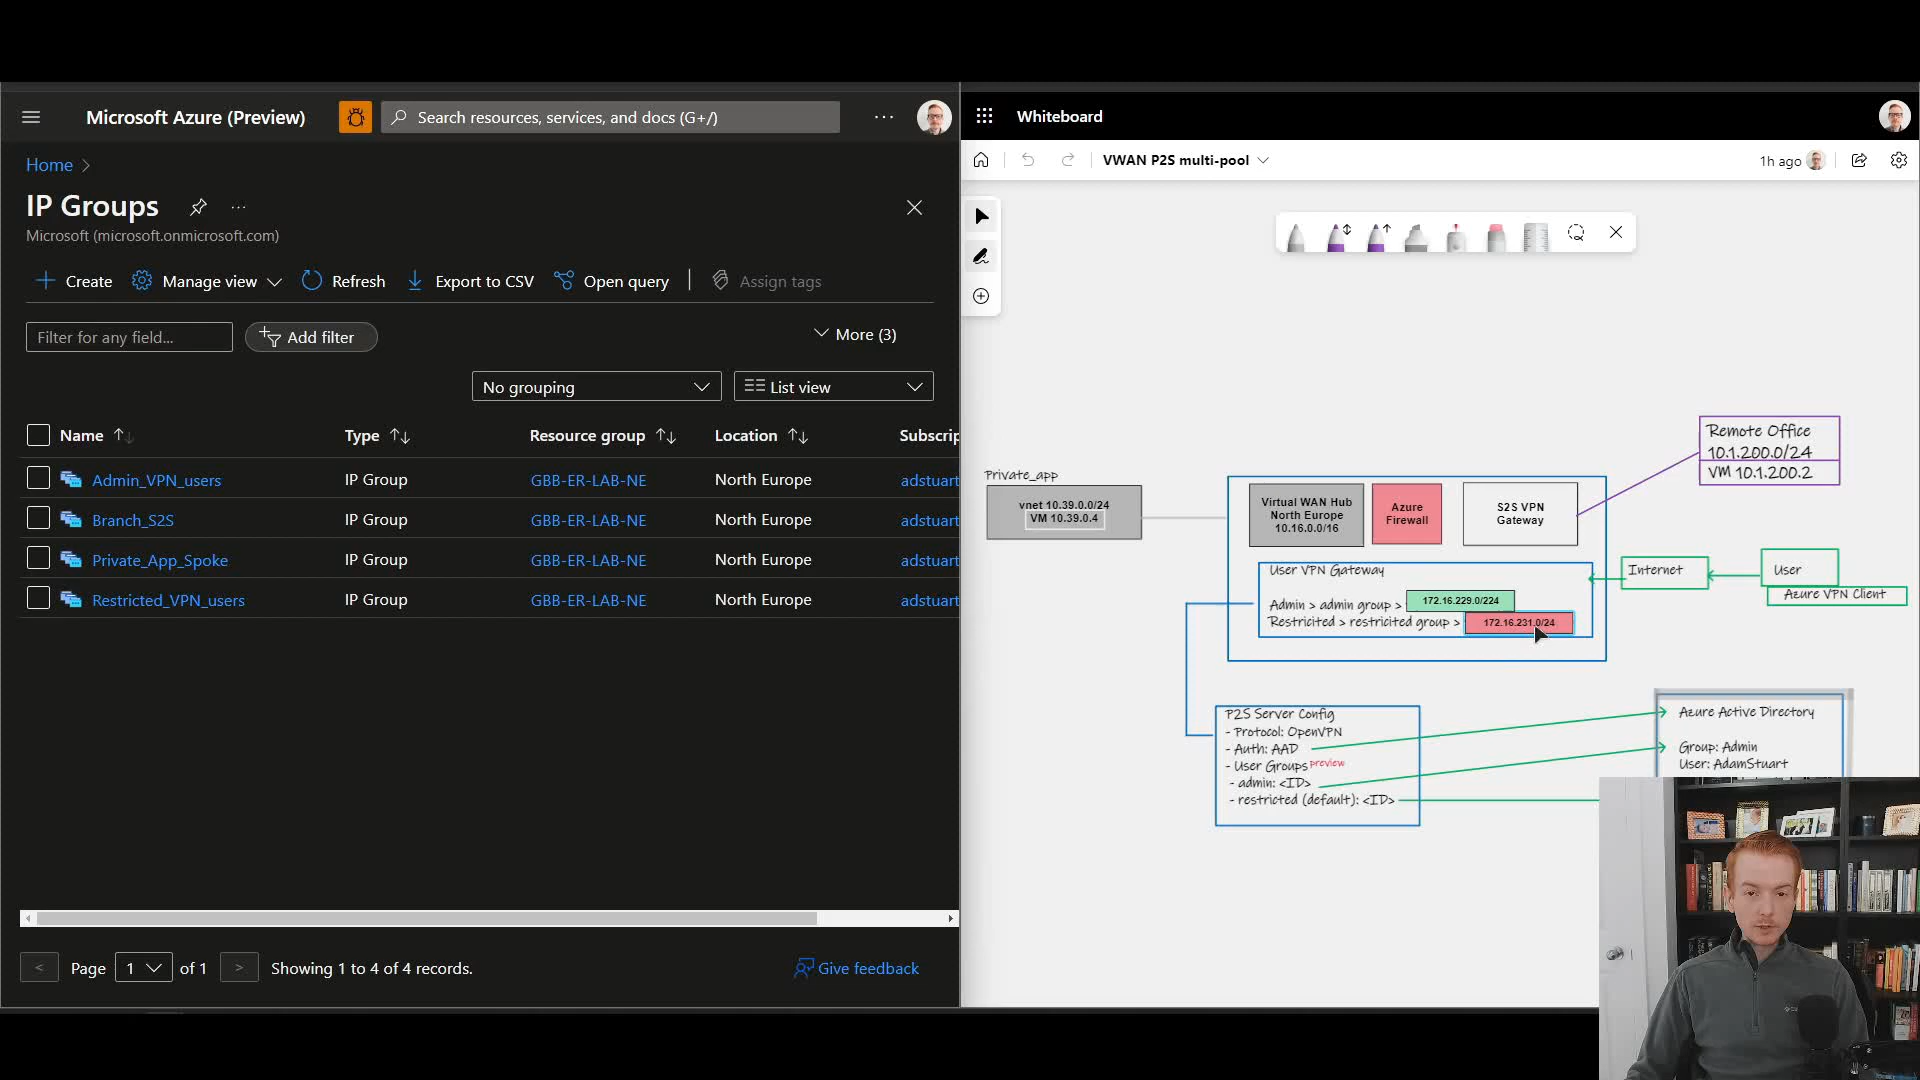 Microsoft Azure (Preview)
Search resources, services, and docs (G+/)
Home
IP Groups
Microsoft (microsoft.onmicrosoft.com)
Create
Manage view
Refresh
Export to CSV
Open query
Assign tags
Filter for any field...
Add filter
More (3)
No grouping
List view
Name Type Resource group Location Subscrip
Admin_VPN_users IP Group GBB-ER-LAB-NE North Europe adstuart
Branch_S2S IP Group GBB-ER-LAB-NE North Europe adstuart
Private_App_Spoke IP Group GBB-ER-LAB-NE North Europe adstuart
Restricted_VPN_users IP Group GBB-ER-LAB-NE North Europe adstuart
< Page 1 of 1 > Showing 1 to 4 of 4 records.
Give feedback
Whiteboard
VWAN P2S multi-pool
1h ago
Remote Office
10.1.200.0/24
VM 10.1.200.2
Private_app
vnet 10.39.0.0/24
VM 10.39.0.4
Virtual WAN Hub
North Europe
10.16.0.0/16
Azure
Firewall
S2S VPN
Gateway
User VPN Gateway
Admin > admin group > 172.16.229.0/224
Restricited > restricited group > 172.16.231.0/24
Internet
User
Azure VPN Client
P2S Server Config
- Protocol: OpenVPN
- Auth: AAD
- User Groups preview
- admin: <ID>
- restricted (default): <ID>
Azure Active Directory
Group: Admin
User: AdamStuart